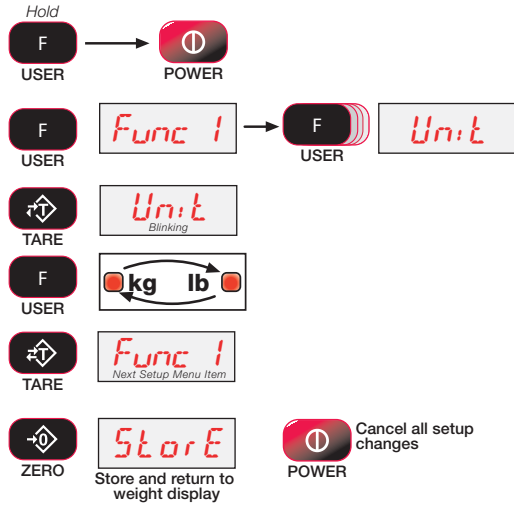 Hold
F
USER
POWER
F
USER
Func 1
F
USER
Unit
T
TARE
Unit
Blinking
F
USER
kg lb
T
TARE
Func 1
Next Setup Menu Item
0
ZERO
StorE
Store and return to
weight display
POWER
Cancel all setup
changes